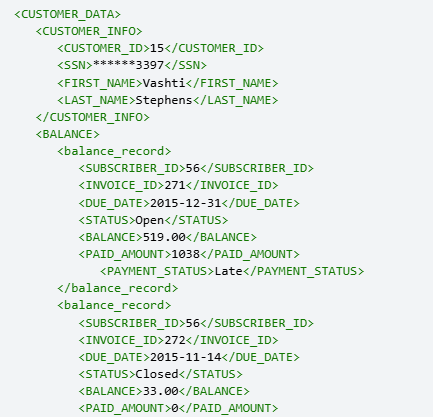 <CUSTOMER_DATA>
<CUSTOMER_INFO>
<CUSTOMER_ID>15</CUSTOMER_ID>
<SSN>******3397</SSN>
<FIRST_NAME>Vashti</FIRST_NAME>
<LAST_NAME>Stephens</LAST_NAME>
</CUSTOMER_INFO>
<BALANCE>
<balance_record>
<SUBSCRIBER_ID>56</SUBSCRIBER_ID>
<INVOICE_ID>271</INVOICE_ID>
<DUE_DATE>2015-12-31</DUE_DATE>
<STATUS>Open</STATUS>
<BALANCE>519.00</BALANCE>
<PAID_AMOUNT>1038</PAID_AMOUNT>
<PAYMENT_STATUS>Late</PAYMENT_STATUS>
</balance_record>
<balance_record>
<SUBSCRIBER_ID>56</SUBSCRIBER_ID>
<INVOICE_ID>272</INVOICE_ID>
<DUE_DATE>2015-11-14</DUE_DATE>
<STATUS>Closed</STATUS>
<BALANCE>33.00</BALANCE>
<PAID_AMOUNT>0</PAID_AMOUNT>